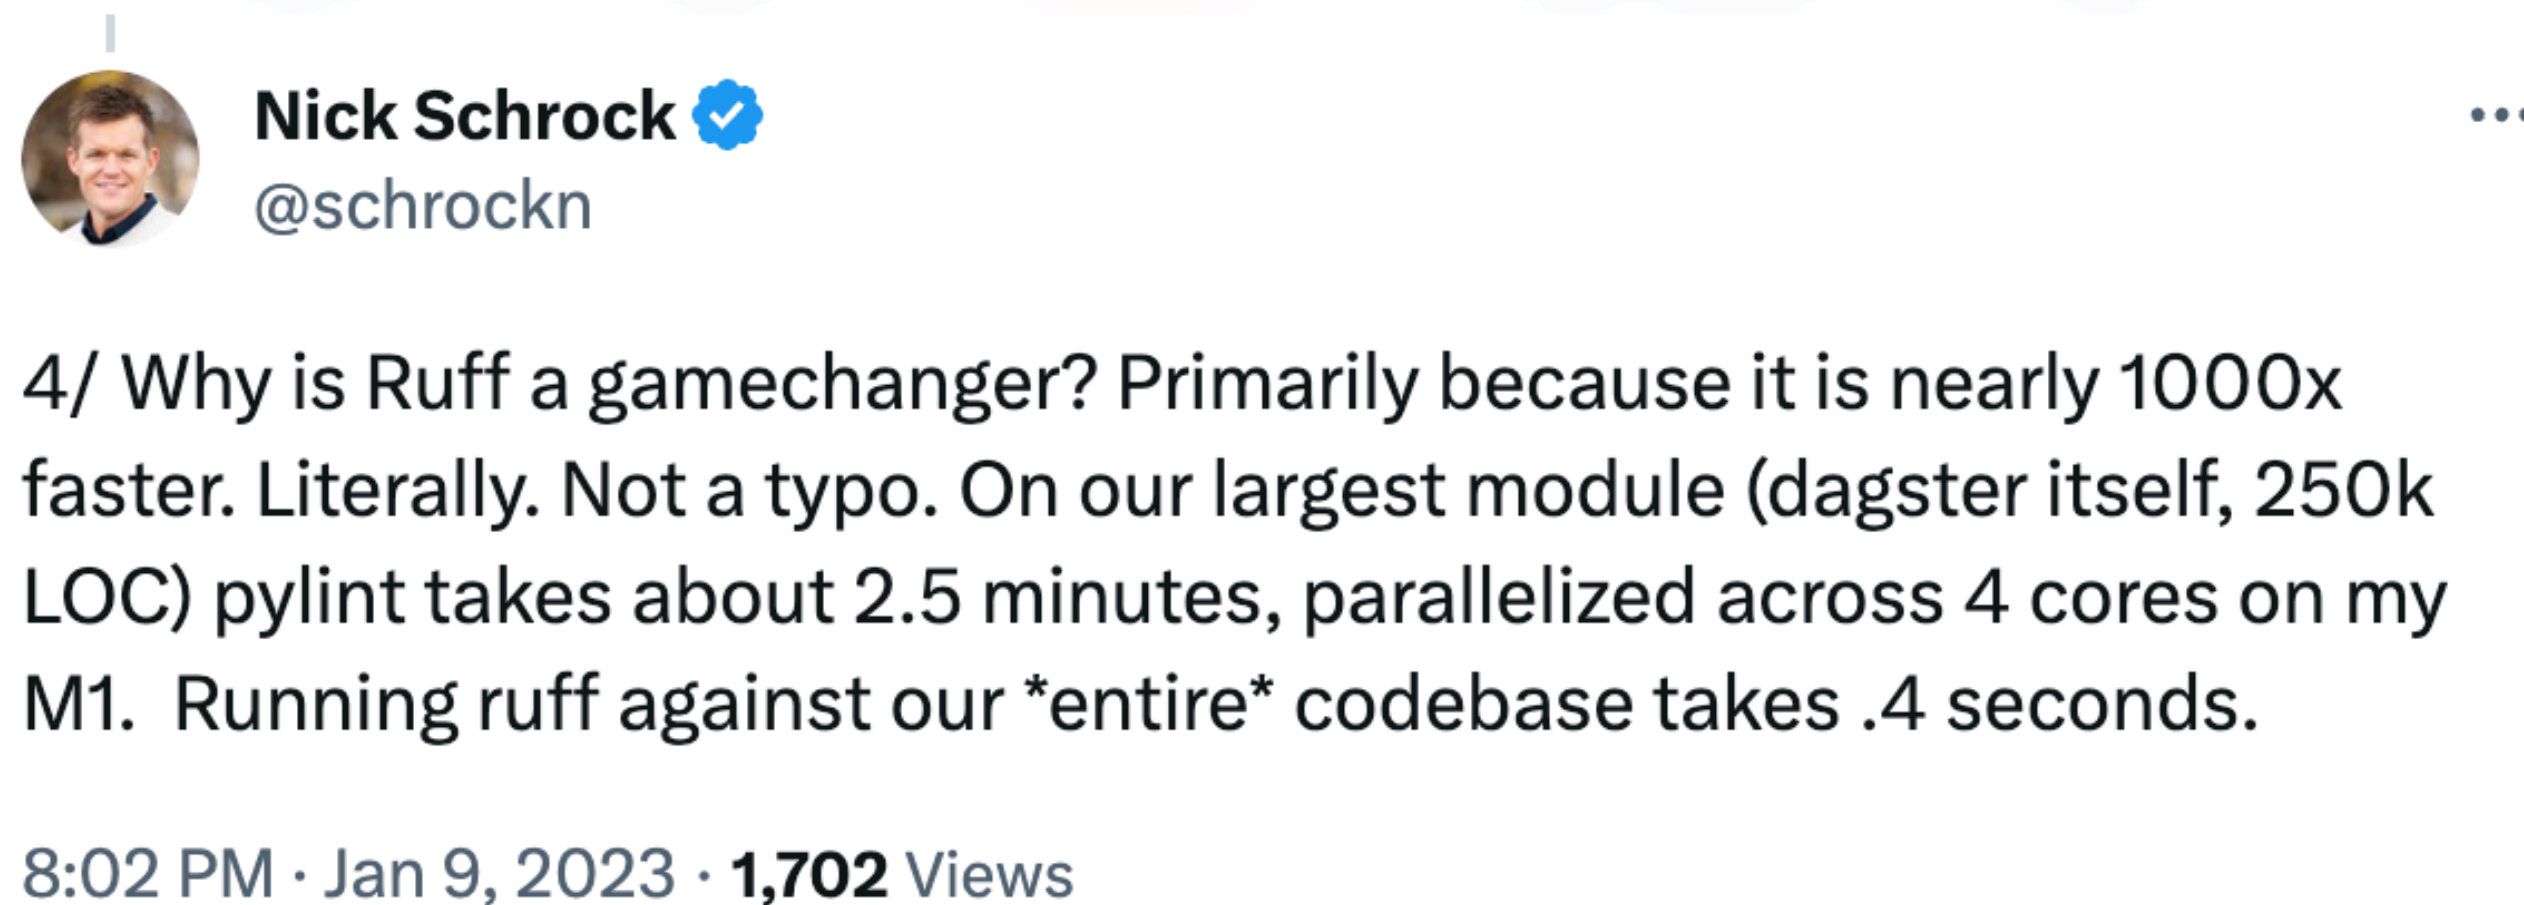 Nick Schrock
@schrockn
4/ Why is Ruff a gamechanger? Primarily because it is nearly 1000x
faster. Literally. Not a typo. On our largest module (dagster itself, 250k
LOC) pylint takes about 2.5 minutes, parallelized across 4 cores on my
M1.  Running ruff against our *entire* codebase takes .4 seconds.
8:02 PM · Jan 9, 2023 · 1,702 Views